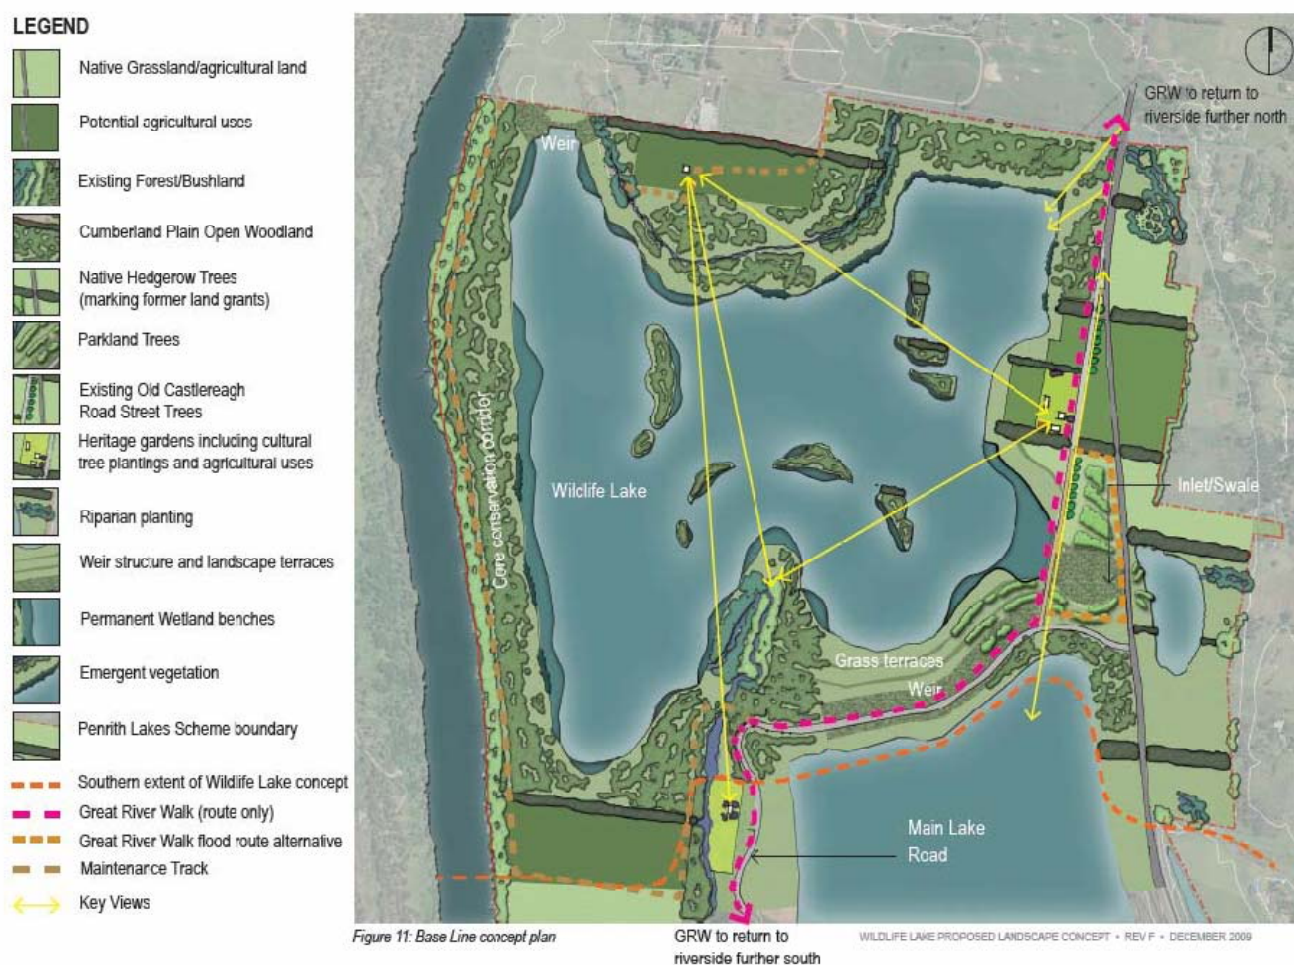 LEGEND
Native Grassland/agricultural land
Potential agricultural uses
Existing Forest/Bushland
Cumberland Plain Open Woodland
Native Hedgerow Trees
(marking former land grants)
Parkland Trees
Existing Old Castlereagh
Road Street Trees
Heritage gardens including cultural
tree plantings and agricultural uses
Riparian planting
Weir structure and landscape terraces
Permanent Wetland benches
Emergent vegetation
Penrith Lakes Scheme boundary
Southern extent of Wildlife Lake concept
Great River Walk (route only)
Great River Walk flood route alternative
Maintenance Track
Key Views
GRW to return to
riverside further north
Weir
Core conservation corridor
Wildlife Lake
Inlet/Swale
Grass terraces
Weir
Main Lake
Road
Figure 11: Base Line concept plan
GRW to return to
riverside further south
WILDLIFE LAKE PROPOSED LANDSCAPE CONCEPT • REV F • DECEMBER 2009